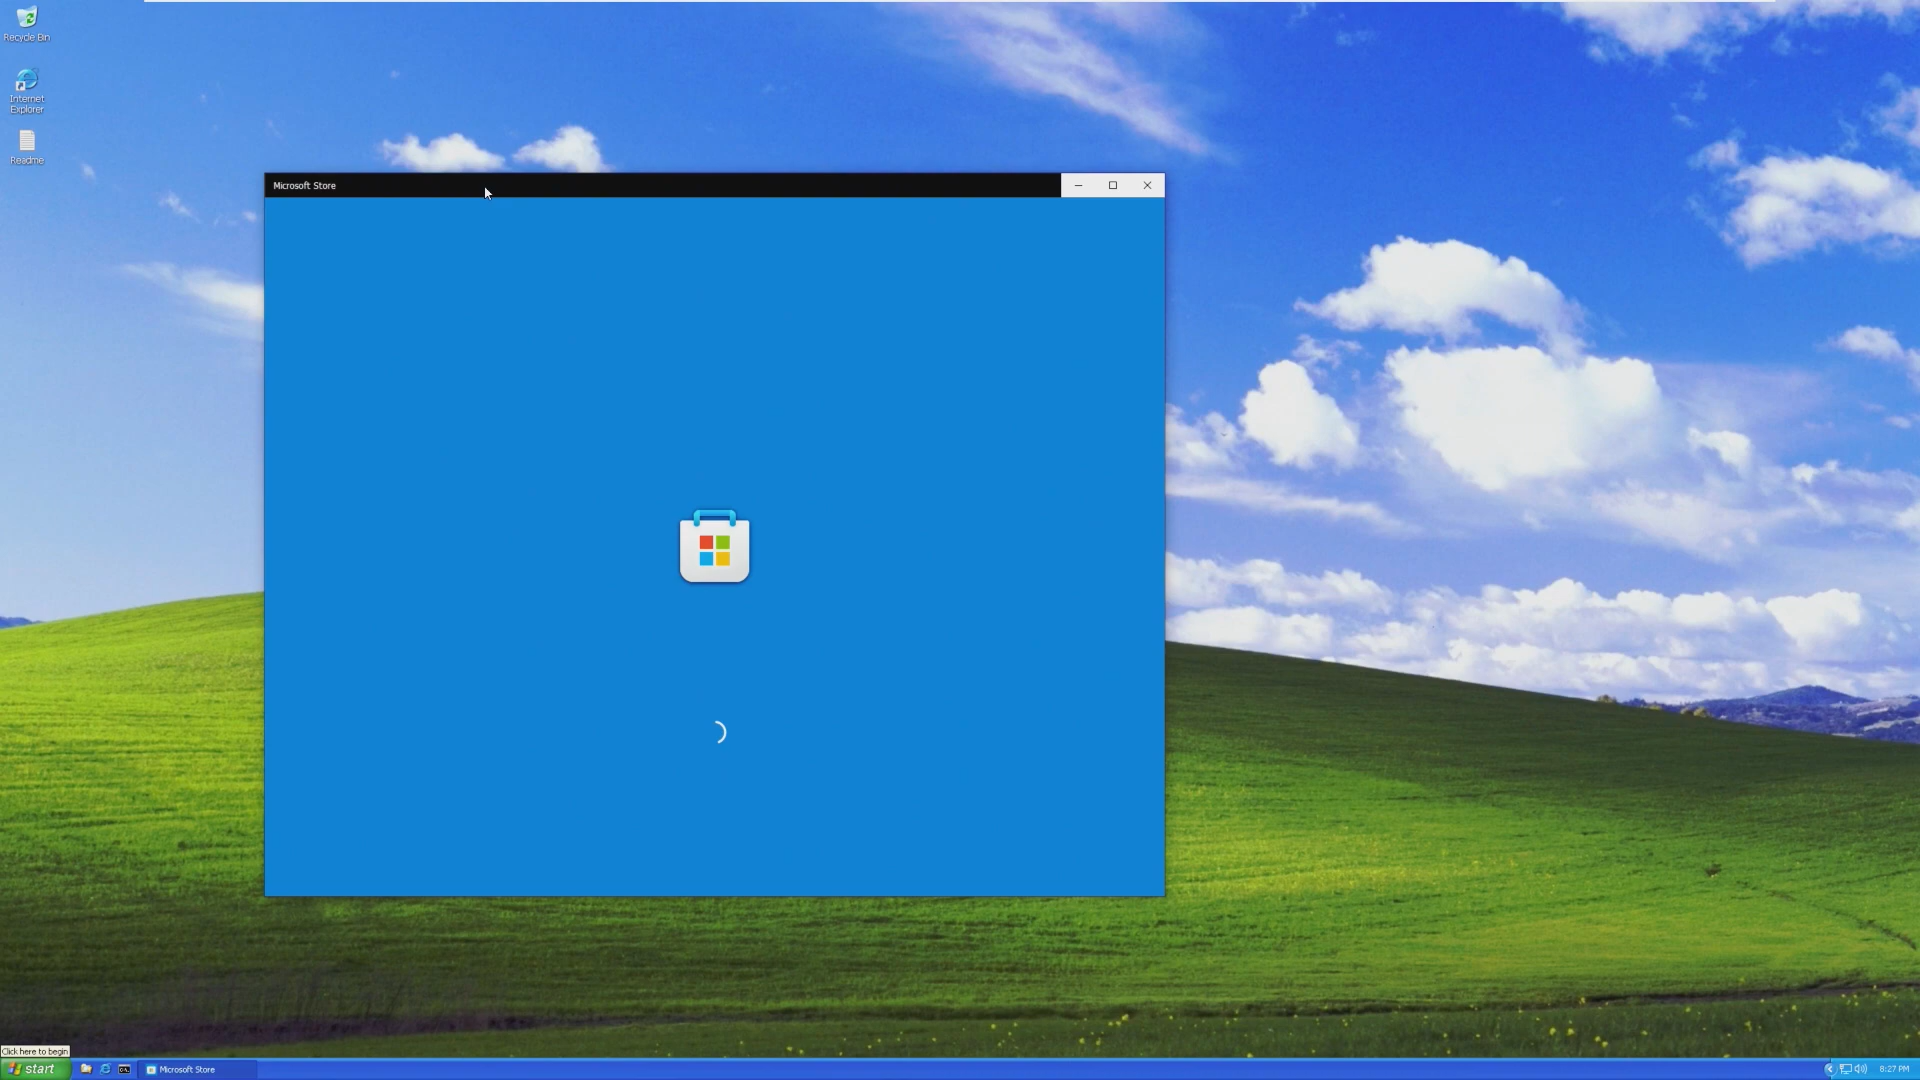 Recycle Bin
Internet
Explorer
Readme
Microsoft Store
Click here to begin
start
Microsoft Store
8:27 PM